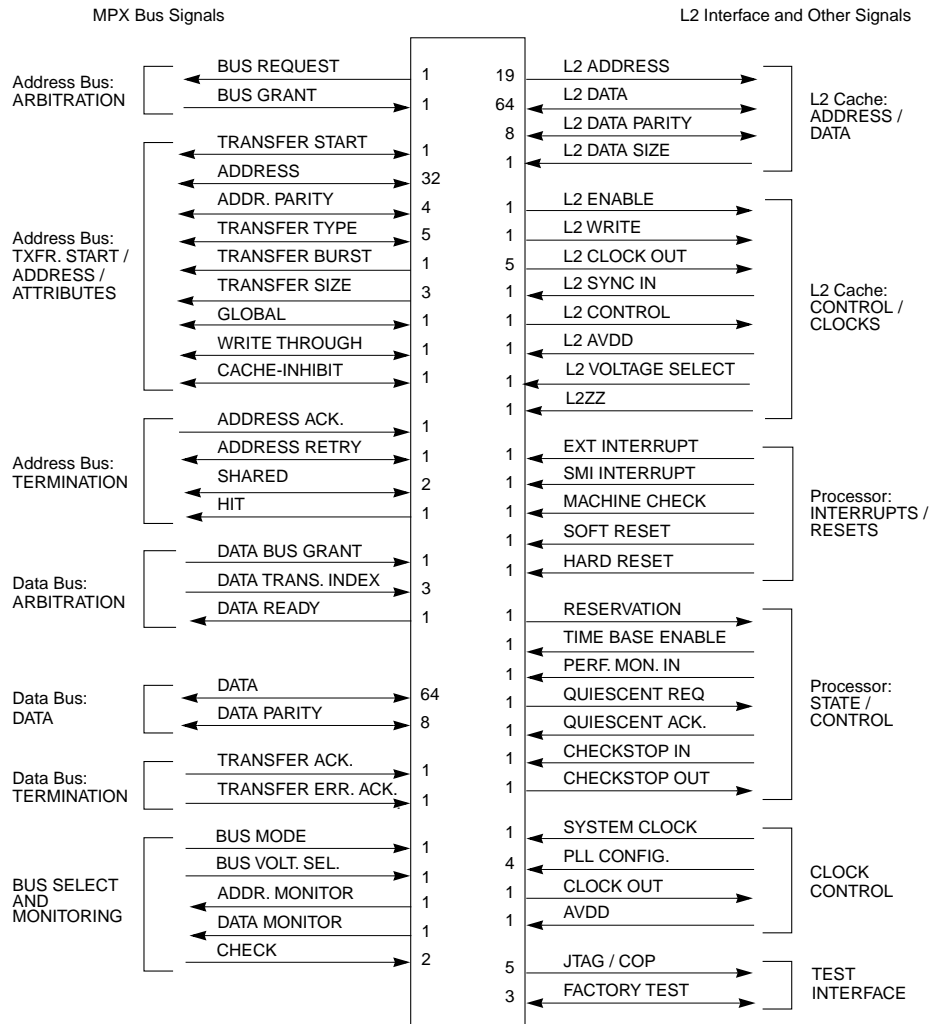 MPX Bus Signals
L2 Interface and Other Signals
Address Bus:
ARBITRATION
BUS REQUEST 1
BUS GRANT 1
Address Bus:
TXFR. START /
ADDRESS /
ATTRIBUTES
TRANSFER START 1
ADDRESS 32
ADDR. PARITY 4
TRANSFER TYPE 5
TRANSFER BURST 1
TRANSFER SIZE 3
GLOBAL 1
WRITE THROUGH 1
CACHE-INHIBIT 1
Address Bus:
TERMINATION
ADDRESS ACK. 1
ADDRESS RETRY 1
SHARED 2
HIT 1
Data Bus:
ARBITRATION
DATA BUS GRANT 1
DATA TRANS. INDEX 3
DATA READY 1
Data Bus:
DATA
DATA 64
DATA PARITY 8
Data Bus:
TERMINATION
TRANSFER ACK. 1
TRANSFER ERR. ACK. 1
BUS SELECT
AND
MONITORING
BUS MODE 1
BUS VOLT. SEL. 1
ADDR. MONITOR 1
DATA MONITOR 1
CHECK 2
19 L2 ADDRESS
64 L2 DATA
8 L2 DATA PARITY
1 L2 DATA SIZE
L2 Cache:
ADDRESS /
DATA
1 L2 ENABLE
1 L2 WRITE
5 L2 CLOCK OUT
1 L2 SYNC IN
1 L2 CONTROL
1 L2 AVDD
1 L2 VOLTAGE SELECT
1 L2ZZ
L2 Cache:
CONTROL /
CLOCKS
1 EXT INTERRUPT
1 SMI INTERRUPT
1 MACHINE CHECK
1 SOFT RESET
1 HARD RESET
Processor:
INTERRUPTS /
RESETS
1 RESERVATION
1 TIME BASE ENABLE
1 PERF. MON. IN
1 QUIESCENT REQ
1 QUIESCENT ACK.
1 CHECKSTOP IN
1 CHECKSTOP OUT
Processor:
STATE /
CONTROL
1 SYSTEM CLOCK
4 PLL CONFIG.
1 CLOCK OUT
1 AVDD
CLOCK
CONTROL
5 JTAG / COP
3 FACTORY TEST
TEST
INTERFACE